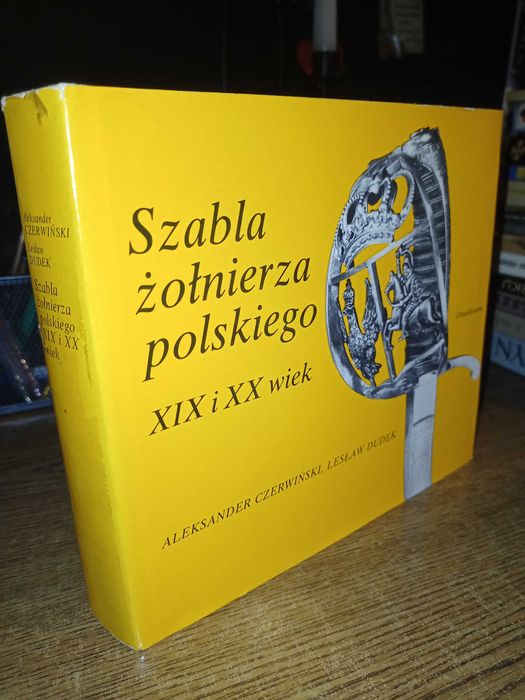 Szabla
żołnierza
polskiego
XIX i XX wiek
ALEKSANDER CZERWIŃSKI, LESŁAW DUDEK
Ossolineum
Aleksander
CZERWIŃSKI
Lesław
DUDEK
Szabla
żołnierza
polskiego
XIX i XX
wiek